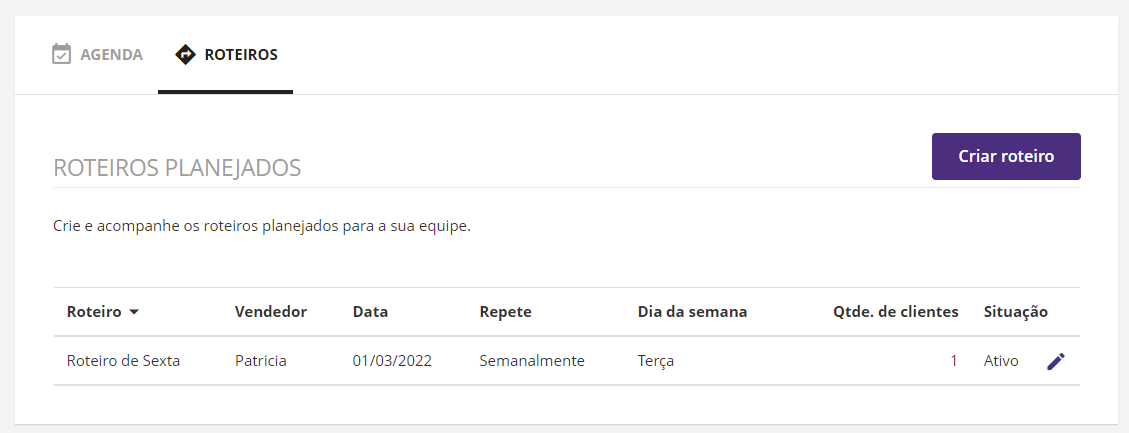 AGENDA ROTEIROS
ROTEIROS PLANEJADOS
Criar roteiro
Crie e acompanhe os roteiros planejados para a sua equipe.
Roteiro Vendedor Data Repete Dia da semana Qtde. de clientes Situação
Roteiro de Sexta Patricia 01/03/2022 Semanalmente Terça 1 Ativo